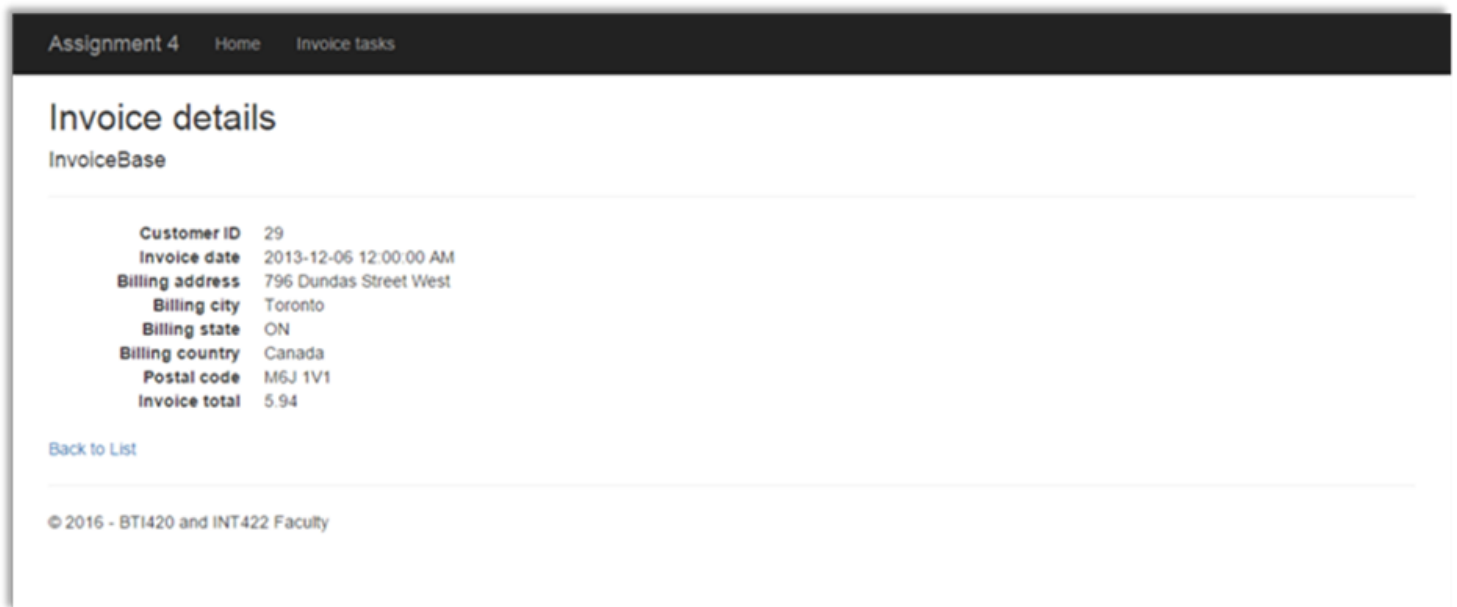 Assignment 4 Home Invoice tasks
Invoice details
InvoiceBase
Customer ID 29
Invoice date 2013-12-06 12:00:00 AM
Billing address 796 Dundas Street West
Billing city Toronto
Billing state ON
Billing country Canada
Postal code M6J 1V1
Invoice total 5.94
Back to List
© 2016 - BTI420 and INT422 Faculty